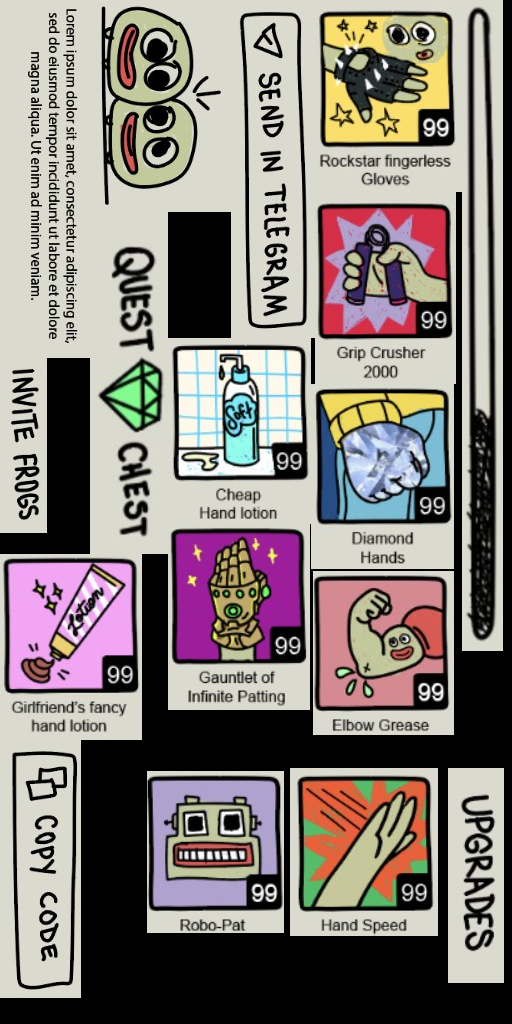 Lorem ipsum dolor sit amet, consectetur adipiscing elit,
sed do eiusmod tempor incididunt ut labore et dolore
magna aliqua. Ut enim ad minim veniam.
SEND IN TELEGRAM
99
Rockstar fingerless
Gloves
99
Grip Crusher
2000
QUEST CHEST
INVITE FROGS
Soft
99
Cheap
Hand lotion
99
Diamond
Hands
Lotion
99
Girlfriend's fancy
hand lotion
99
Gauntlet of
Infinite Patting
99
Elbow Grease
COPY CODE
99
Robo-Pat
99
Hand Speed
UPGRADES